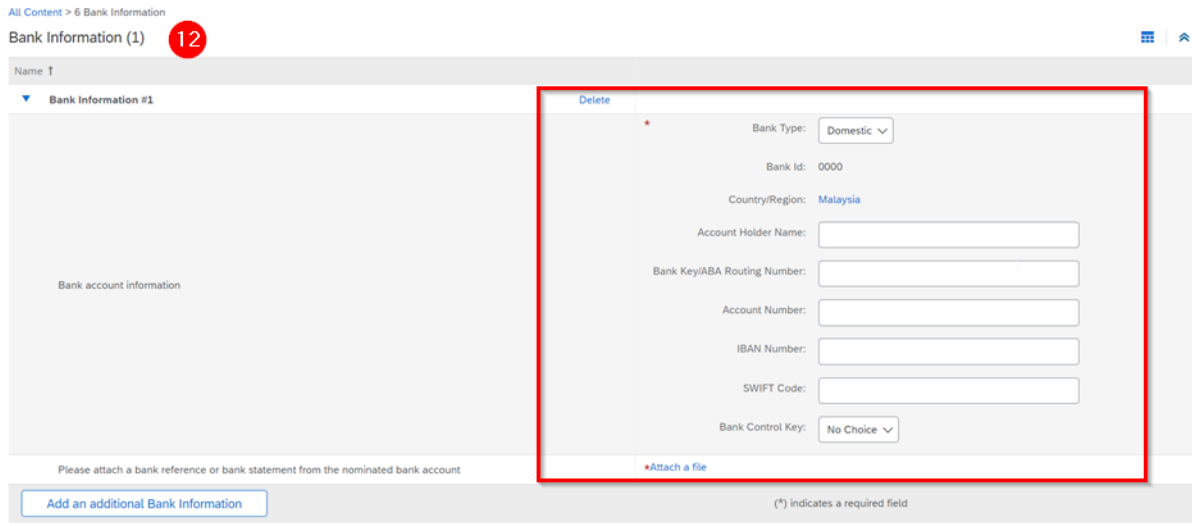 All Content > 6 Bank Information
Bank Information (1)
12
Name ↑
Bank Information #1
Delete
Bank account information
* Bank Type: Domestic
Bank Id: 0000
Country/Region: Malaysia
Account Holder Name:
Bank Key/ABA Routing Number:
Account Number:
IBAN Number:
SWIFT Code:
Bank Control Key: No Choice
Please attach a bank reference or bank statement from the nominated bank account
*Attach a file
Add an additional Bank Information
(*) indicates a required field